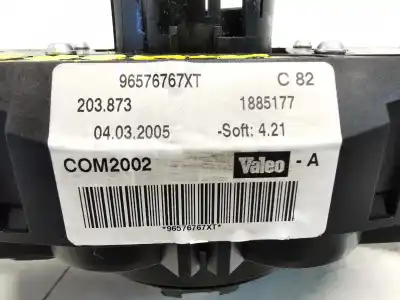 96576767XT C 82
203.873 1885177
04.03.2005 -Soft: 4.21
COM2002 Valeo - A
*96576767XT*